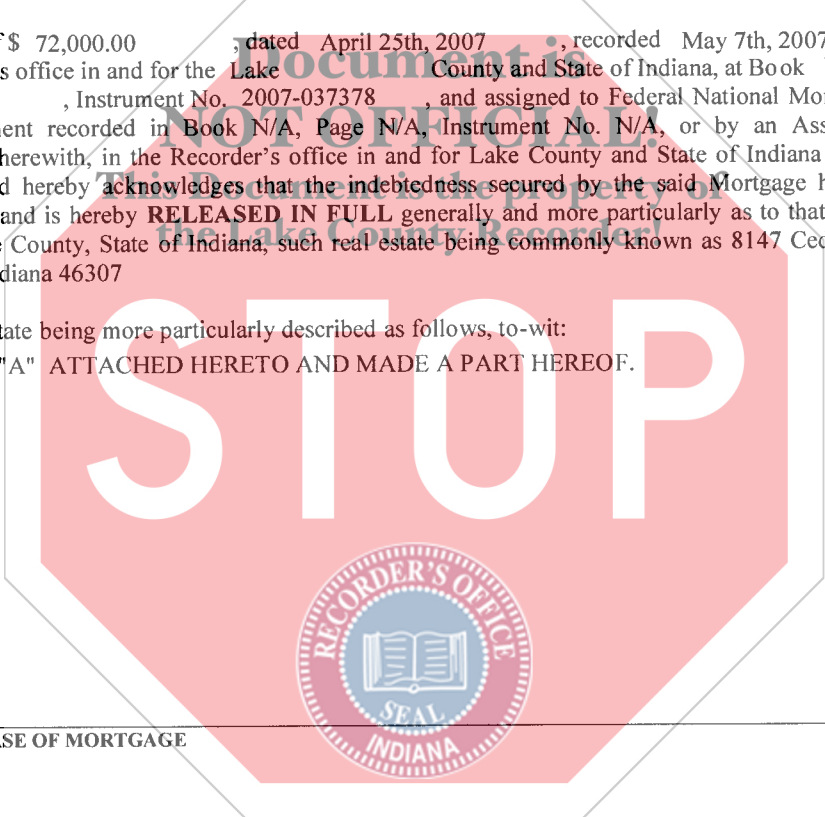 $ 72,000.00 , dated April 25th, 2007 , recorded May 7th, 2007
s office in and for the Lake County and State of Indiana, at Book
, Instrument No. 2007-037378 , and assigned to Federal National Mo
ent recorded in Book N/A, Page N/A, Instrument No. N/A, or by an Ass
herewith, in the Recorder's office in and for Lake County and State of Indiana
d hereby acknowledges that the indebtedness secured by the said Mortgage h
and is hereby RELEASED IN FULL generally and more particularly as to that
e County, State of Indiana, such real estate being commonly known as 8147 Ced
diana 46307
tate being more particularly described as follows, to-wit:
"A" ATTACHED HERETO AND MADE A PART HEREOF.
Document is
NOT OFFICIAL!
This Document is the property of
the Lake County Recorder!
STOP
RECORDER'S OFFICE
SEAL
INDIANA
SE OF MORTGAGE